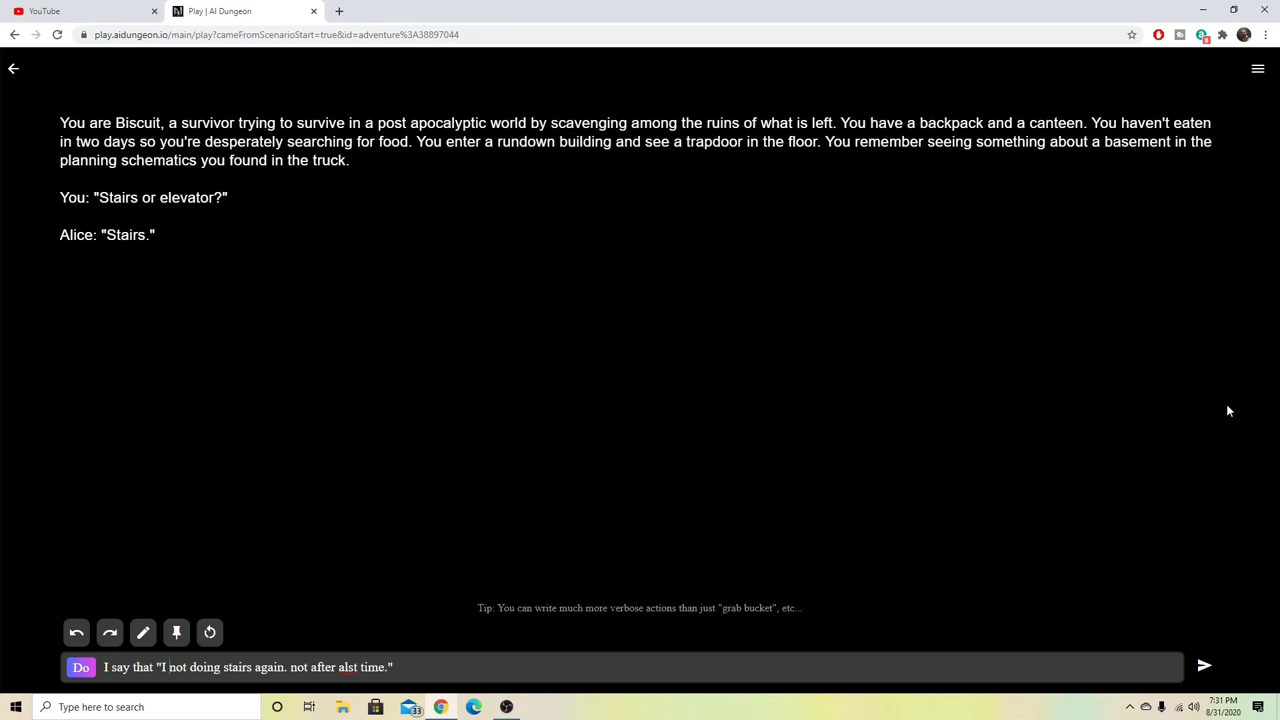 YouTube
Play | AI Dungeon
play.aidungeon.io/main/play?cameFromScenarioStart=true&id=adventure%3A38897044
8
You are Biscuit, a survivor trying to survive in a post apocalyptic world by scavenging among the ruins of what is left. You have a backpack and a canteen. You haven't eaten
in two days so you're desperately searching for food. You enter a rundown building and see a trapdoor in the floor. You remember seeing something about a basement in the
planning schematics you found in the truck.
You: "Stairs or elevator?"
Alice: "Stairs."
Tip: You can write much more verbose actions than just "grab bucket", etc...
Do I say that "I not doing stairs again. not after alst time."
Type here to search
33
7:31 PM
8/31/2020